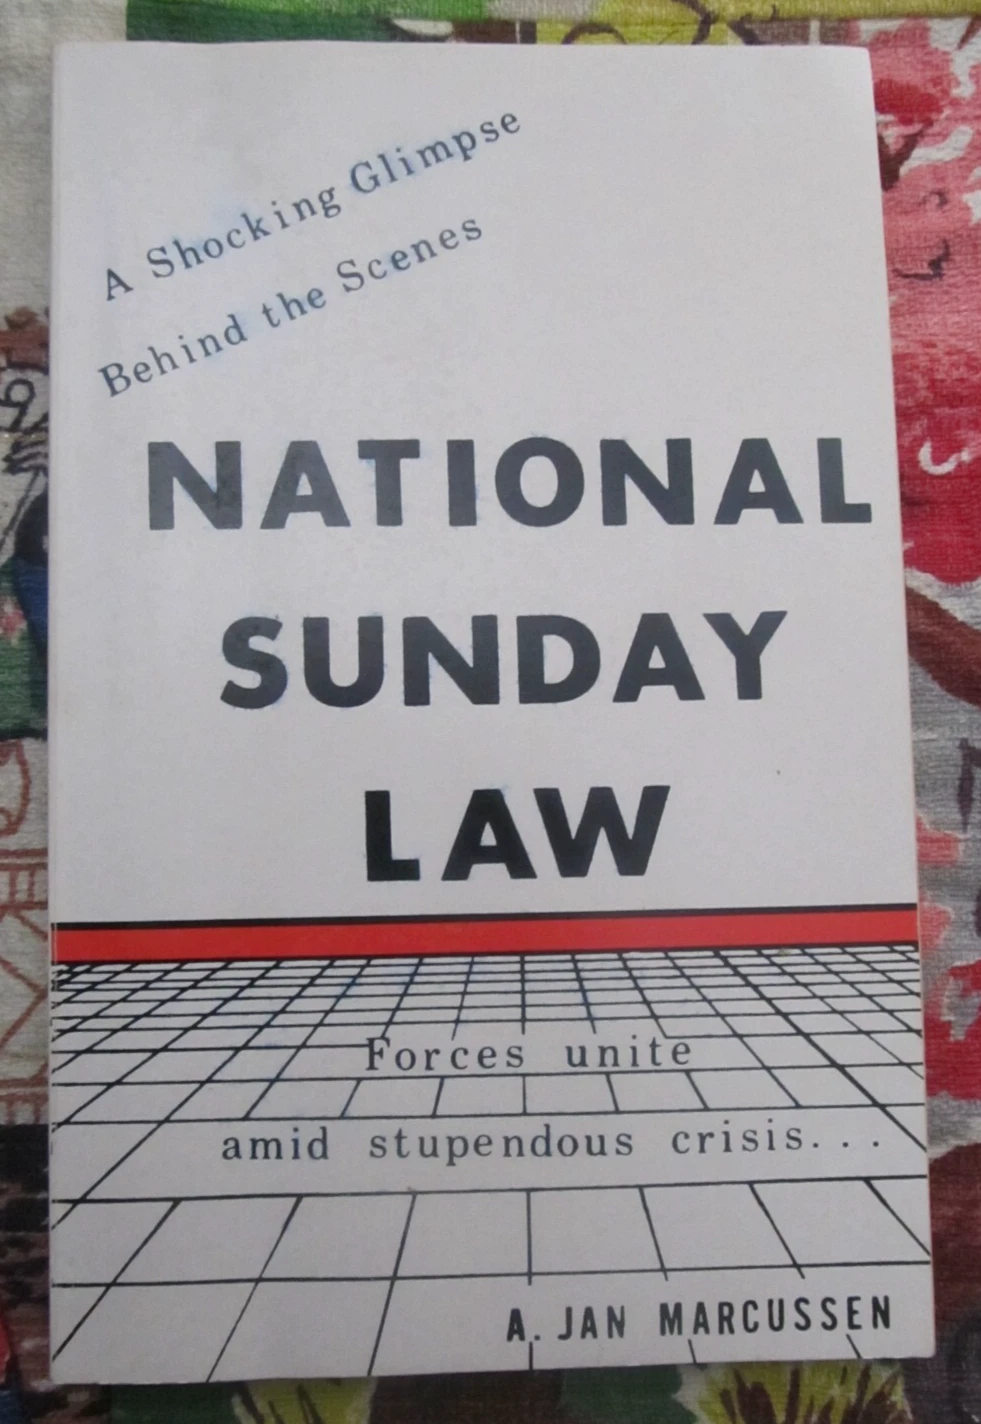 A Shocking Glimpse
Behind the Scenes
NATIONAL
SUNDAY
LAW
Forces unite
amid stupendous crisis...
A. JAN MARCUSSEN